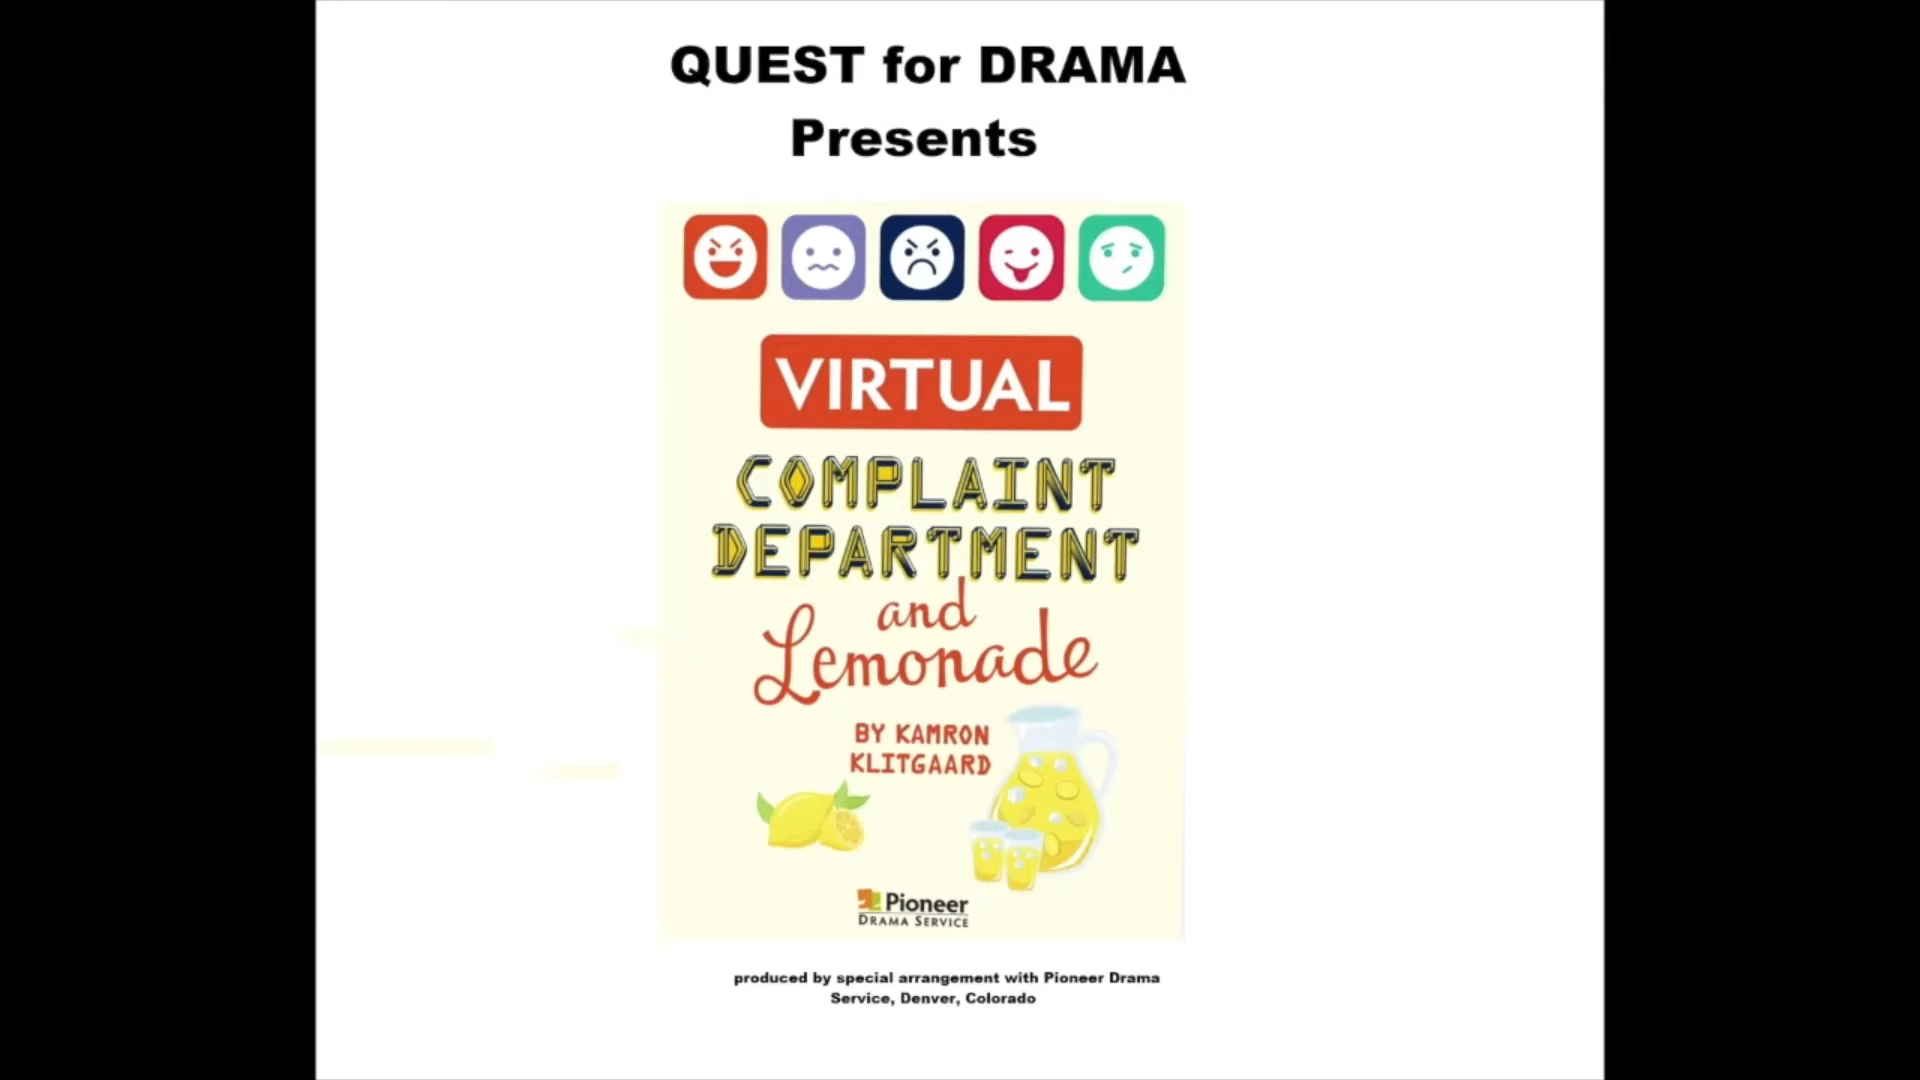 QUEST for DRAMA
Presents
VIRTUAL
COMPLAINT
DEPARTMENT
and
Lemonade
BY KAMRON
KLITGAARD
Pioneer
DRAMA SERVICE
produced by special arrangement with Pioneer Drama
Service, Denver, Colorado